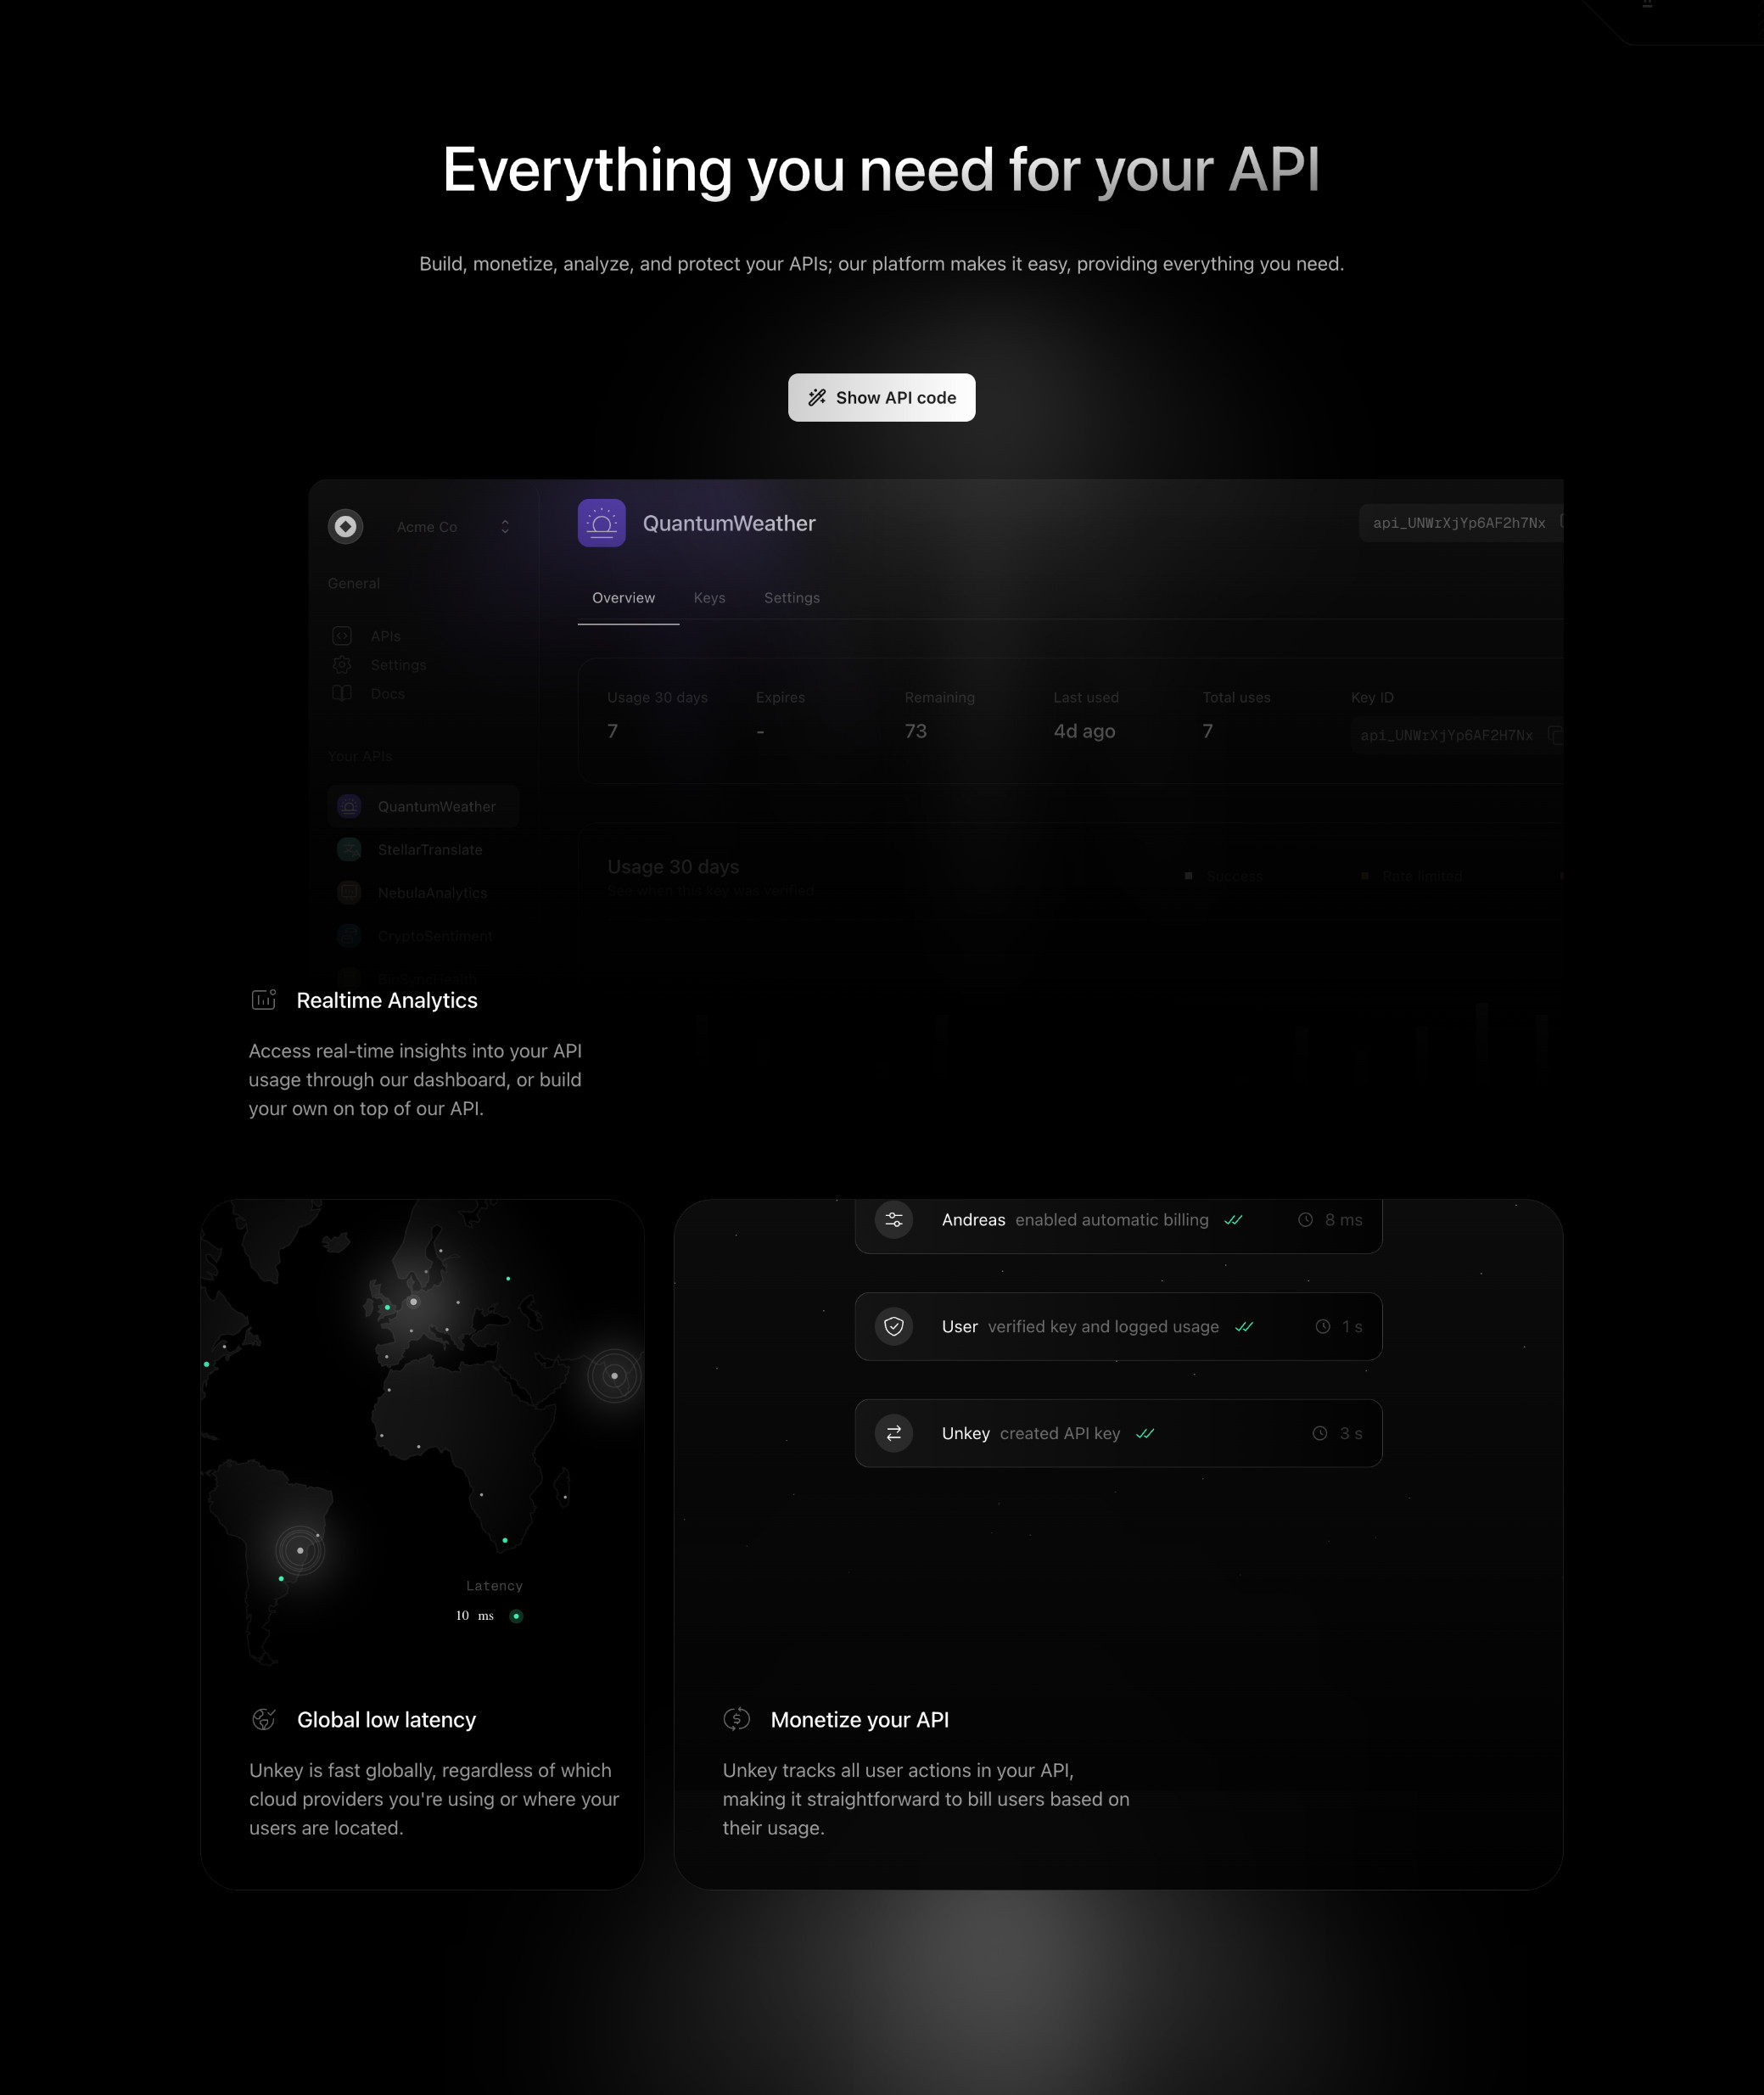 Everything you need for your API
Build, monetize, analyze, and protect your APIs; our platform makes it easy, providing everything you need.
Show API code
Acme Co
QuantumWeather
api_UNWrXjYp6AF2h7Nx
General
Overview Keys Settings
APIs
Settings
Docs
Usage 30 days Expires Remaining Last used Total uses Key ID
7 - 73 4d ago 7 api_UNWrXjYp6AF2H7Nx
Your APIs
QuantumWeather
StellarTranslate
NebulaAnalytics
CryptoSentiment
Usage 30 days
See when this key was verified
Success Rate limited
Realtime Analytics
Access real-time insights into your API
usage through our dashboard, or build
your own on top of our API.
Latency
10 ms
Global low latency
Unkey is fast globally, regardless of which
cloud providers you're using or where your
users are located.
Andreas enabled automatic billing 8 ms
User verified key and logged usage 1 s
Unkey created API key 3 s
Monetize your API
Unkey tracks all user actions in your API,
making it straightforward to bill users based on
their usage.